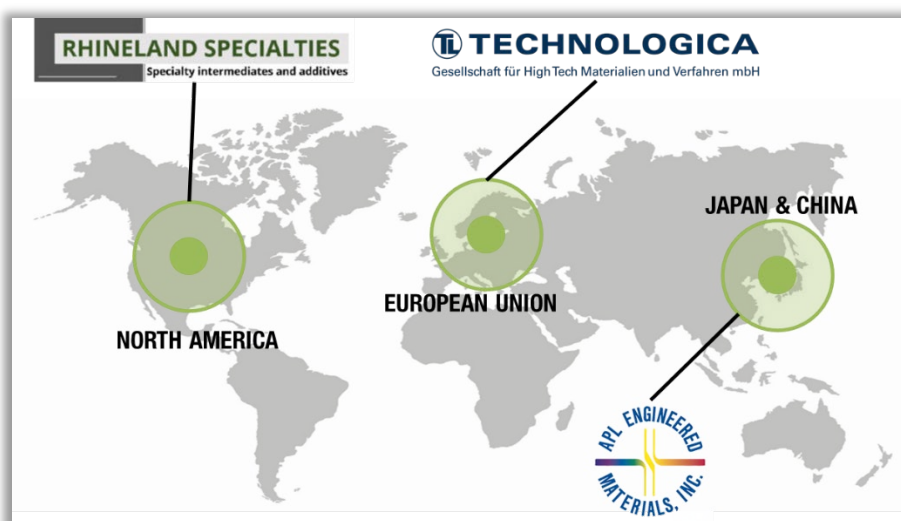 RHINELAND SPECIALTIES
Specialty intermediates and additives
TL TECHNOLOGICA
Gesellschaft für High Tech Materialien und Verfahren mbH
JAPAN & CHINA
EUROPEAN UNION
NORTH AMERICA
APL ENGINEERED
MATERIALS, INC.